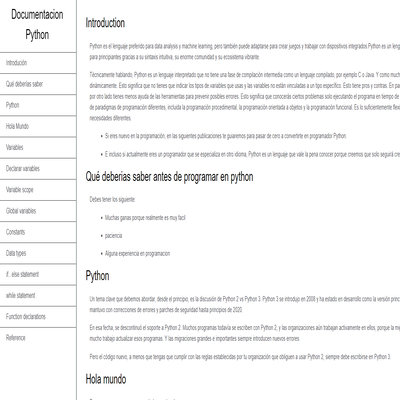 Documentacion
Python
Introdución
Qué deberías saber
Python
Hola Mundo
Variables
Declarar variables
Variable scope
Global variables
Constants
Data types
if . else statement
while statement
Function declarations
Reference
Introduction
Python es el lenguaje preferido para data analysis y machine learning, pero también puede adaptarse para crear juegos y trabajar con dispositivos integrados.Python es un leng
para principiantes gracias a su sintaxis intuitiva, su enorme comunidad y su ecosistema vibrante.
Técnicamente hablando, Python es un lenguaje interpretado que no tiene una fase de compilación intermedia como un lenguaje compilado, por ejemplo C o Java. Y como much
dinámicamente. Esto significa que no tienes que indicar los tipos de variables que usas y las variables no están vinculadas a un tipo específico. Esto tiene pros y contras. En pa
por otro lado tienes menos ayuda de las herramientas para prevenir posibles errores. Esto significa que conocerás ciertos problemas solo ejecutando el programa en tiempo de
de paradigmas de programación diferentes, incluida la programación procedimental, la programación orientada a objetos y la programación funcional. Es lo suficientemente flexi
necesidades diferentes.
Si eres nuevo en la programación, en las siguientes publicaciones te guiaremos para pasar de cero a convertirte en programador Python.
E incluso si actualmente eres un programador que se especializa en otro idioma, Python es un lenguaje que vale la pena conocer porque creemos que solo seguirá cre
Qué deberias saber antes de programar en python
Debes tener los siguiente:
Muchas ganas porque realmente es muy facil
paciencia
Alguna experiencia en programacion
Python
Un tema clave que debemos abordar, desde el principio, es la discusión de Python 2 vs Python 3. Python 3 se introdujo en 2008 y ha estado en desarrollo como la versión princ
mantuvo con correcciones de errores y parches de seguridad hasta principios de 2020.
En esa fecha, se descontinuó el soporte a Python 2. Muchos programas todavía se escriben con Python 2, y las organizaciones aún trabajan activamente en ellos, porque la mi
mucho trabajo actualizar esos programas. Y las migraciones grandes e importantes siempre introducen nuevos errores.
Pero el código nuevo, a menos que tengas que cumplir con las reglas establecidas por tu organización que obliguen a usar Python 2, siempre debe escribirse en Python 3.
Hola mundo